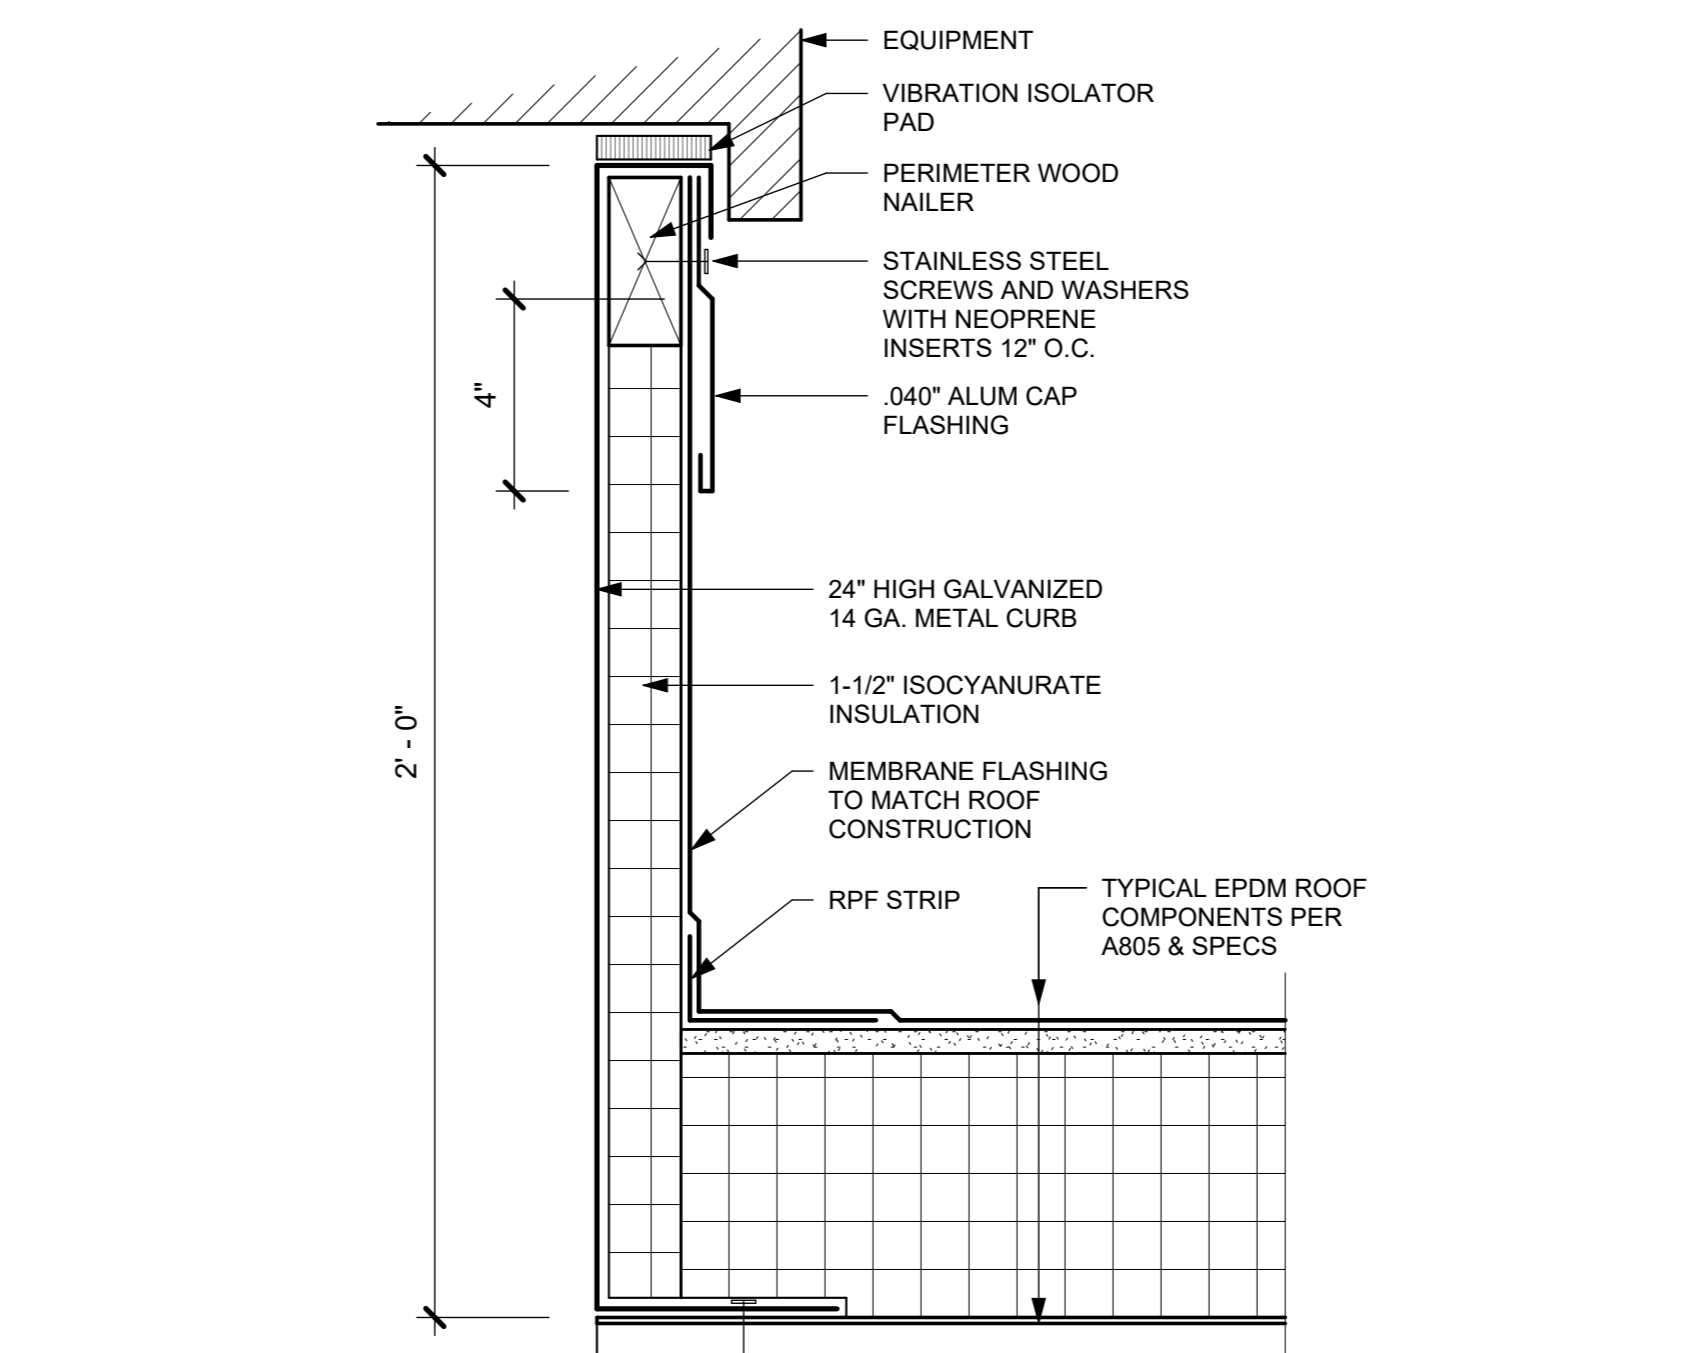 EQUIPMENT
VIBRATION ISOLATOR
PAD
PERIMETER WOOD
NAILER
STAINLESS STEEL
SCREWS AND WASHERS
WITH NEOPRENE
INSERTS 12" O.C.
.040" ALUM CAP
FLASHING
4"
24" HIGH GALVANIZED
14 GA. METAL CURB
1-1/2" ISOCYANURATE
INSULATION
2' - 0"
MEMBRANE FLASHING
TO MATCH ROOF
CONSTRUCTION
RPF STRIP
TYPICAL EPDM ROOF
COMPONENTS PER
A805 & SPECS